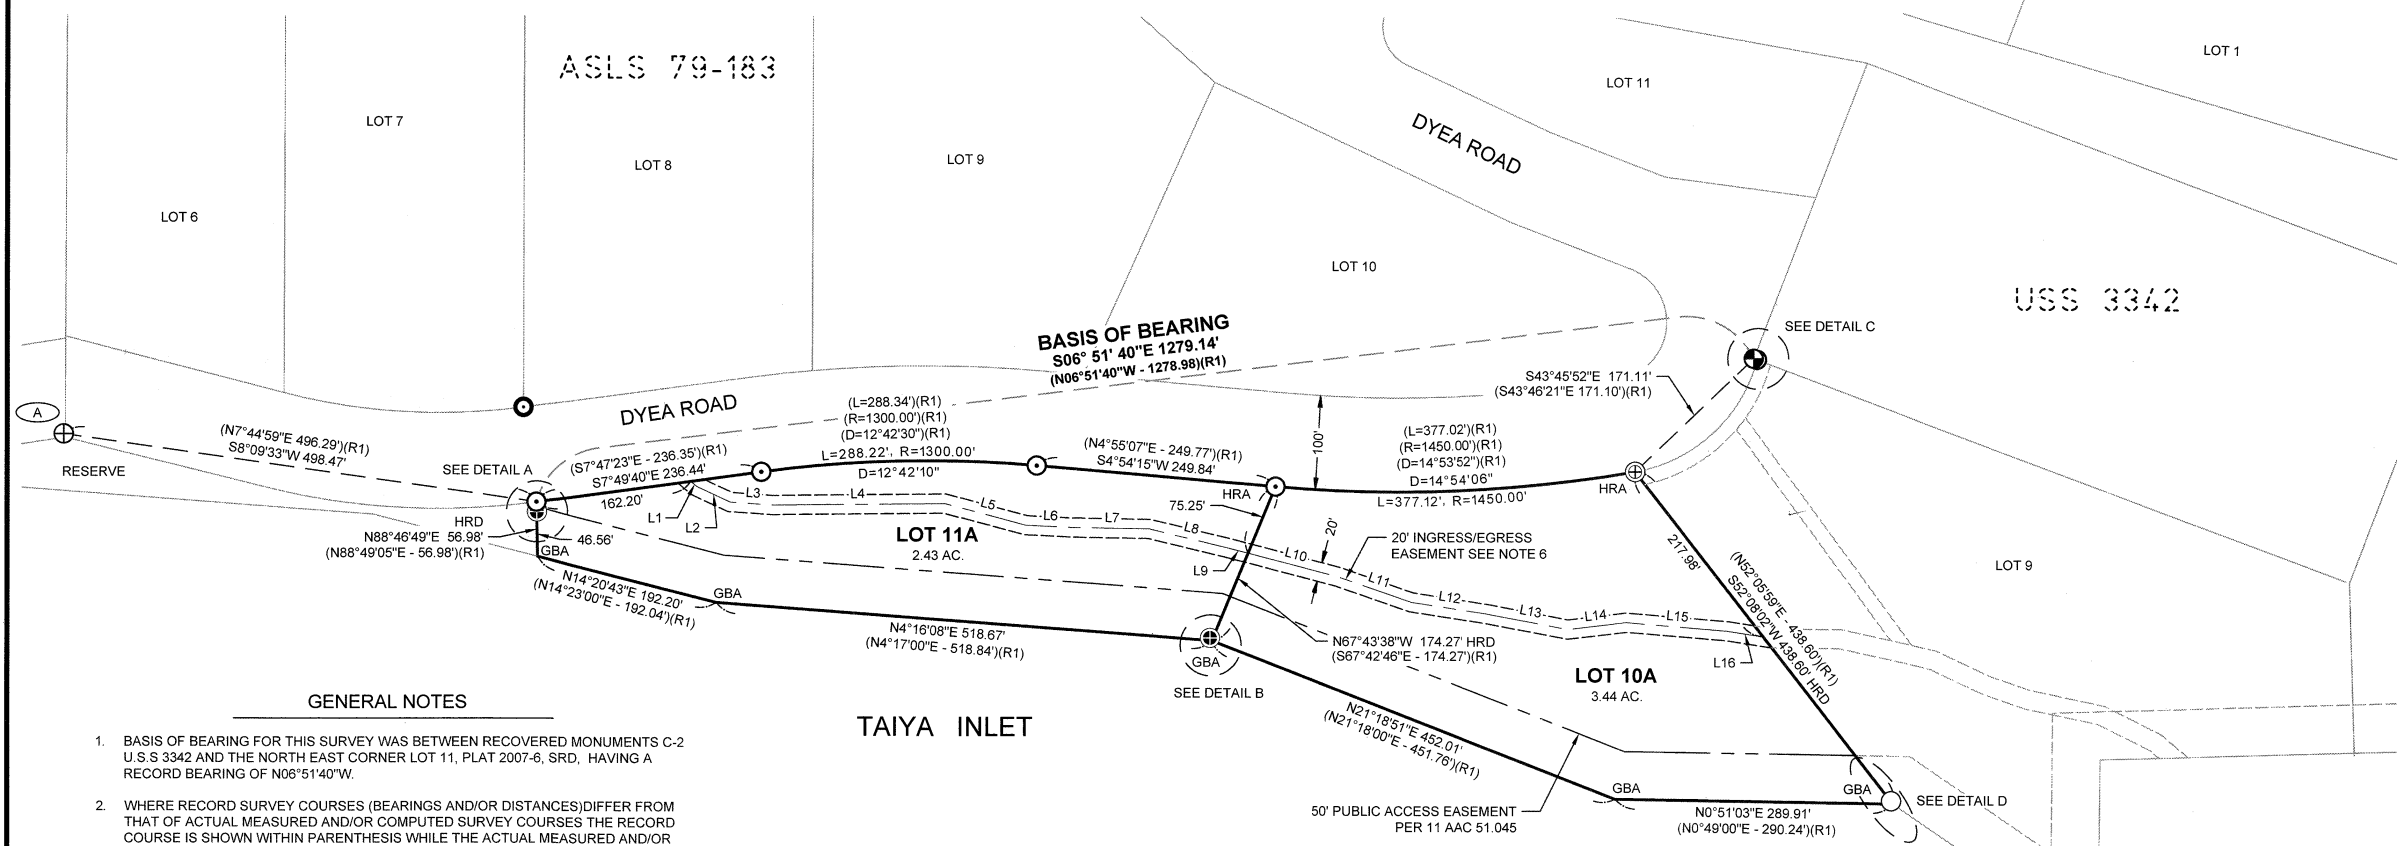 ASLS 79-183
LOT 6
LOT 7
LOT 8
LOT 9
LOT 10
LOT 11
LOT 1
DYEA ROAD
USS 3342
LOT 9
BASIS OF BEARING
S06° 51' 40"E 1279.14'
(N06°51'40"W - 1278.98)(R1)
SEE DETAIL C
S43°45'52"E 171.11'
(S43°46'21"E 171.10')(R1)
A
RESERVE
(N7°44'59"E 496.29')(R1)
S8°09'33"W 498.47'
SEE DETAIL A
DYEA ROAD
(S7°47'23"E - 236.35')(R1)
S7°49'40"E 236.44'
162.20'
(L=288.34')(R1)
(R=1300.00')(R1)
(D=12°42'30")(R1)
L=288.22', R=1300.00'
D=12°42'10"
(N4°55'07"E - 249.77')(R1)
S4°54'15"W 249.84'
100'
(L=377.02')(R1)
(R=1450.00')(R1)
(D=14°53'52")(R1)
D=14°54'06"
L=377.12', R=1450.00'
HRA
HRA
75.25'
HRD
N88°46'49"E 56.98'
(N88°49'05"E - 56.98')(R1)
46.56'
GBA
L1
L2
L3
L4
L5
L6
L7
L8
L9
L10
L11
L12
L13
L14
L15
L16
20'
20' INGRESS/EGRESS
EASEMENT SEE NOTE 6
LOT 11A
2.43 AC.
217.98'
(N52°05'59"E - 438.60')(R1)
S52°08'02"W 438.60' HRD
N14°20'43"E 192.20'
(N14°23'00"E - 192.04')(R1)
GBA
N4°16'08"E 518.67'
(N4°17'00"E - 518.84')(R1)
GBA
SEE DETAIL B
N67°43'38"W 174.27' HRD
(S67°42'46"E - 174.27')(R1)
LOT 10A
3.44 AC.
N21°18'51"E 452.01'
(N21°18'00"E - 451.76')(R1)
50' PUBLIC ACCESS EASEMENT
PER 11 AAC 51.045
GBA
GBA
SEE DETAIL D
N0°51'03"E 289.91'
(N0°49'00"E - 290.24')(R1)
TAIYA INLET
GENERAL NOTES
1. BASIS OF BEARING FOR THIS SURVEY WAS BETWEEN RECOVERED MONUMENTS C-2
U.S.S 3342 AND THE NORTH EAST CORNER LOT 11, PLAT 2007-6, SRD, HAVING A
RECORD BEARING OF N06°51'40"W.
2. WHERE RECORD SURVEY COURSES (BEARINGS AND/OR DISTANCES)DIFFER FROM
THAT OF ACTUAL MEASURED AND/OR COMPUTED SURVEY COURSES THE RECORD
COURSE IS SHOWN WITHIN PARENTHESIS WHILE THE ACTUAL MEASURED AND/OR